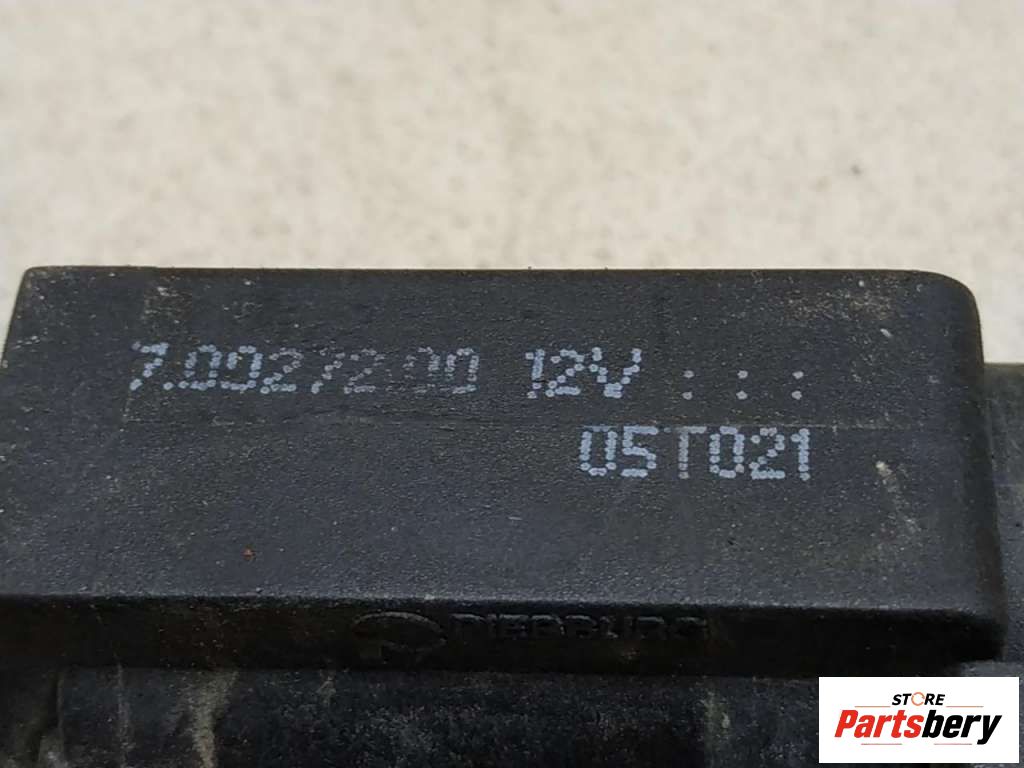 7.00272.00 12V : : :
05T021
PIERBURG
STORE
Partsbery